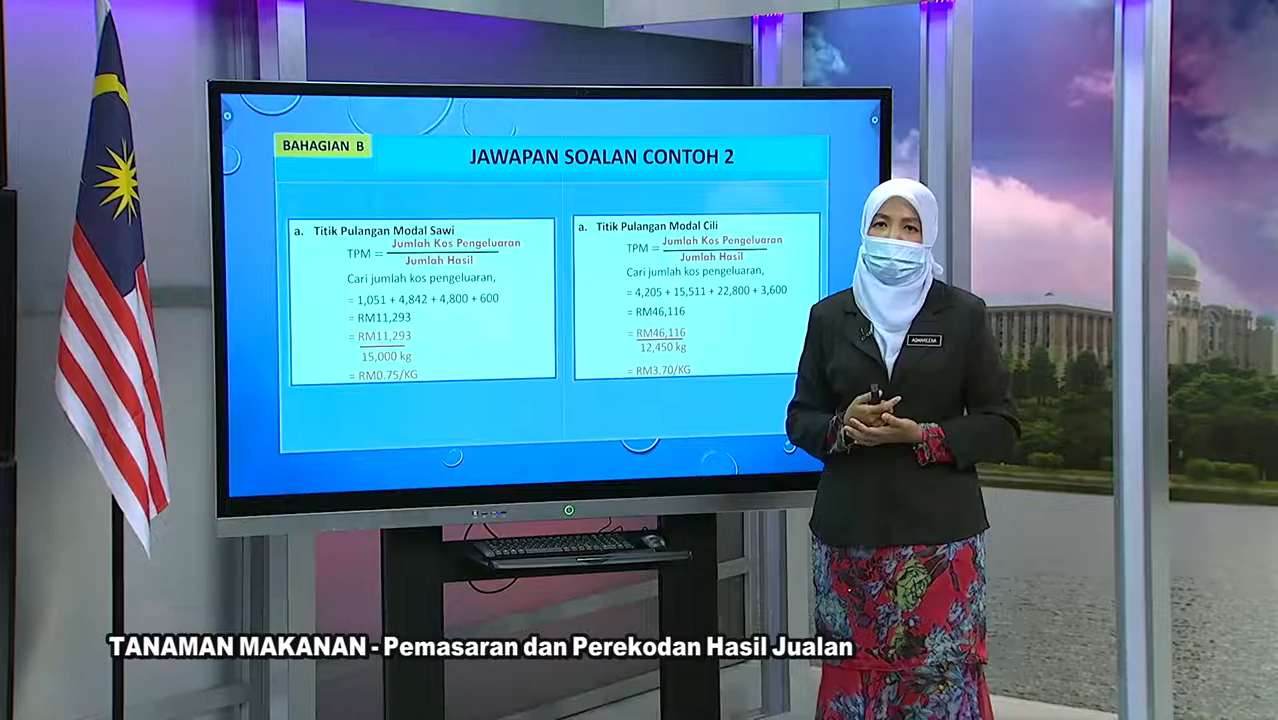 BAHAGIAN B
JAWAPAN SOALAN CONTOH 2
a. Titik Pulangan Modal Sawi
TPM = Jumlah Kos Pengeluaran
Jumlah Hasil
Cari jumlah kos pengeluaran,
= 1,051 + 4,842 + 4,800 + 600
= RM11,293
= RM11,293
15,000 kg
= RM0.75/KG
a. Titik Pulangan Modal Cili
TPM = Jumlah Kos Pengeluaran
Jumlah Hasil
Cari jumlah kos pengeluaran,
= 4,205 + 15,511 + 22,800 + 3,600
= RM46,116
= RM46,116
12,450 kg
= RM3.70/KG
TANAMAN MAKANAN - Pemasaran dan Perekodan Hasil Jualan